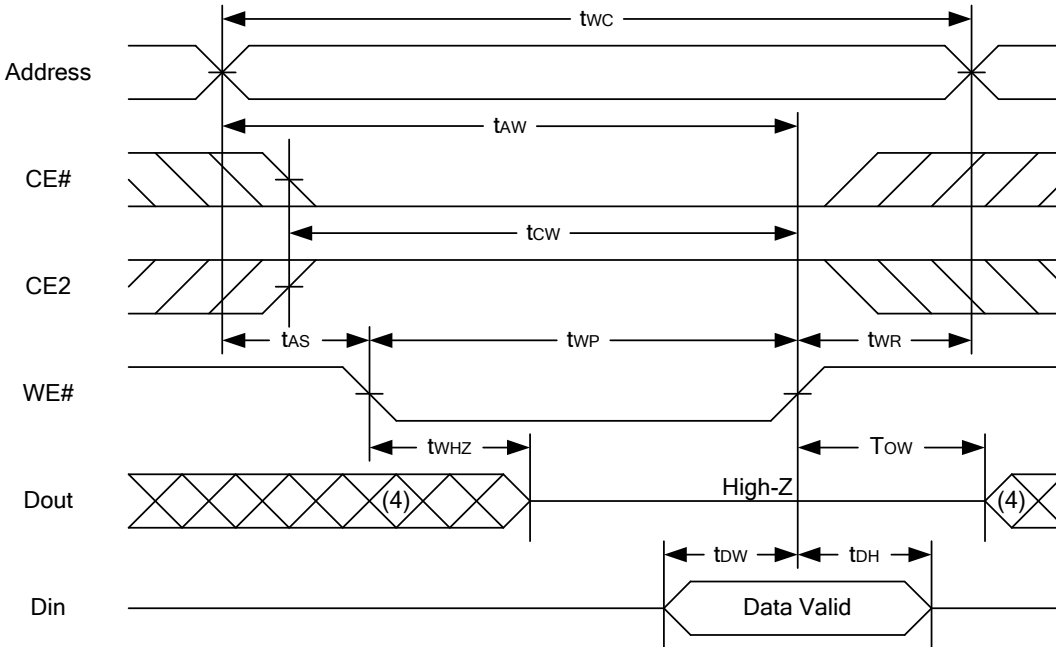 tWC
Address
tAW
CE#
tCW
CE2
tAS
tWP
tWR
WE#
tWHZ
TOW
High-Z
Dout
(4)
(4)
tDW
tDH
Din
Data Valid